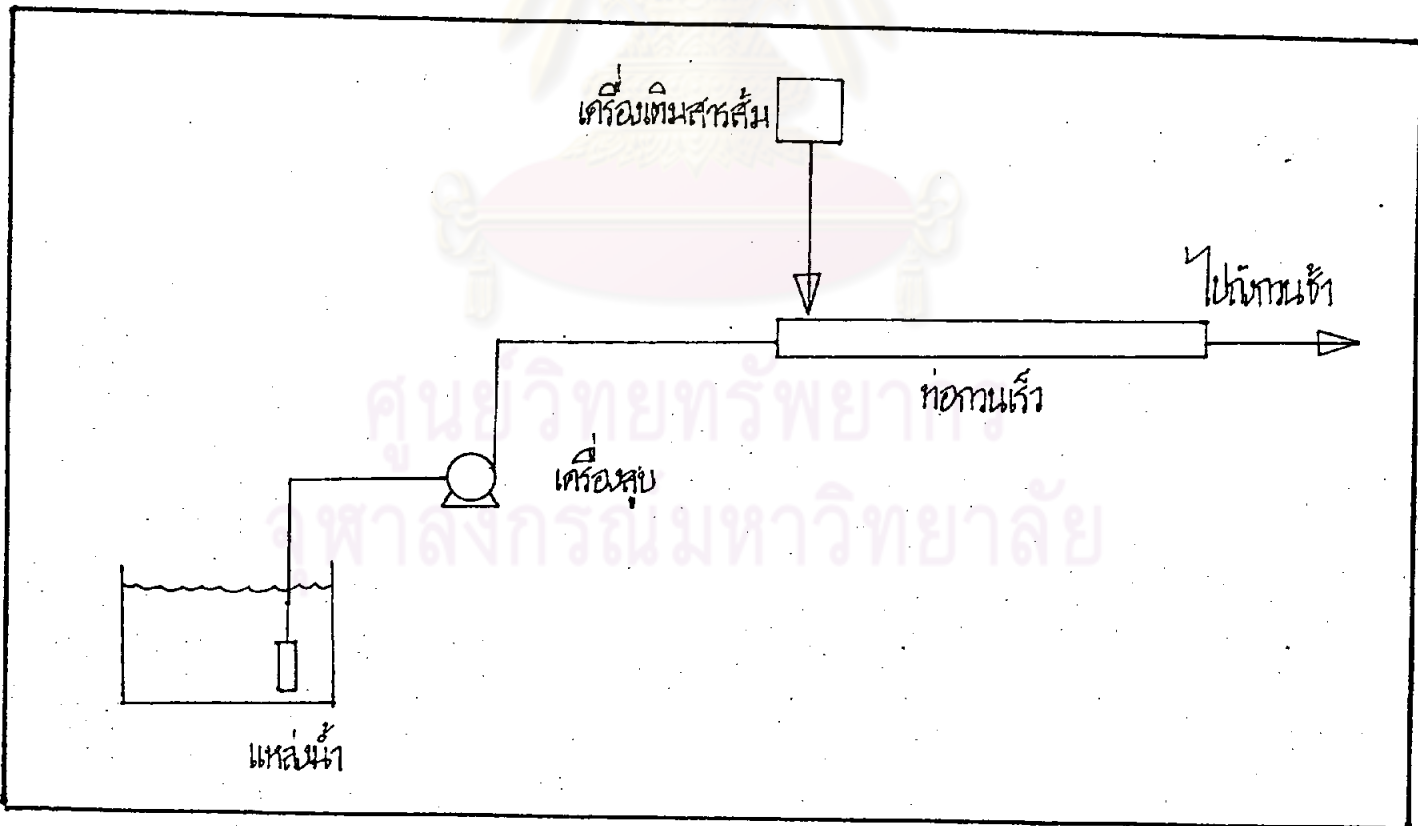 เครื่องเติมสารส้ม
ไปถังกวนช้า
ท่อกวนเร็ว
เครื่องสูบ
แหล่งน้ำ
ศูนย์วิทยทรัพยากร
จุฬาลงกรณ์มหาวิทยาลัย